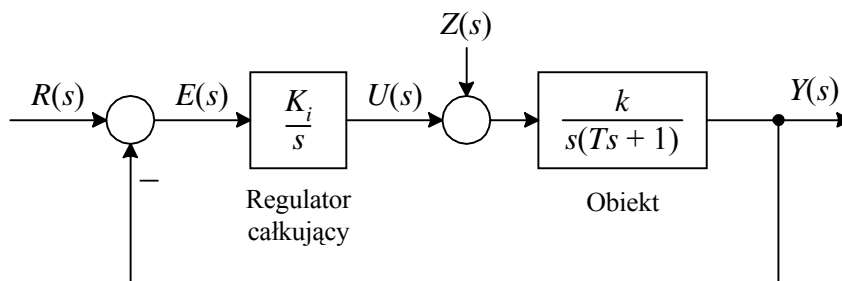 Z(s)
R(s)
E(s)
K_i
s
U(s)
k
s(Ts + 1)
Y(s)
−
Regulator
całkujący
Obiekt